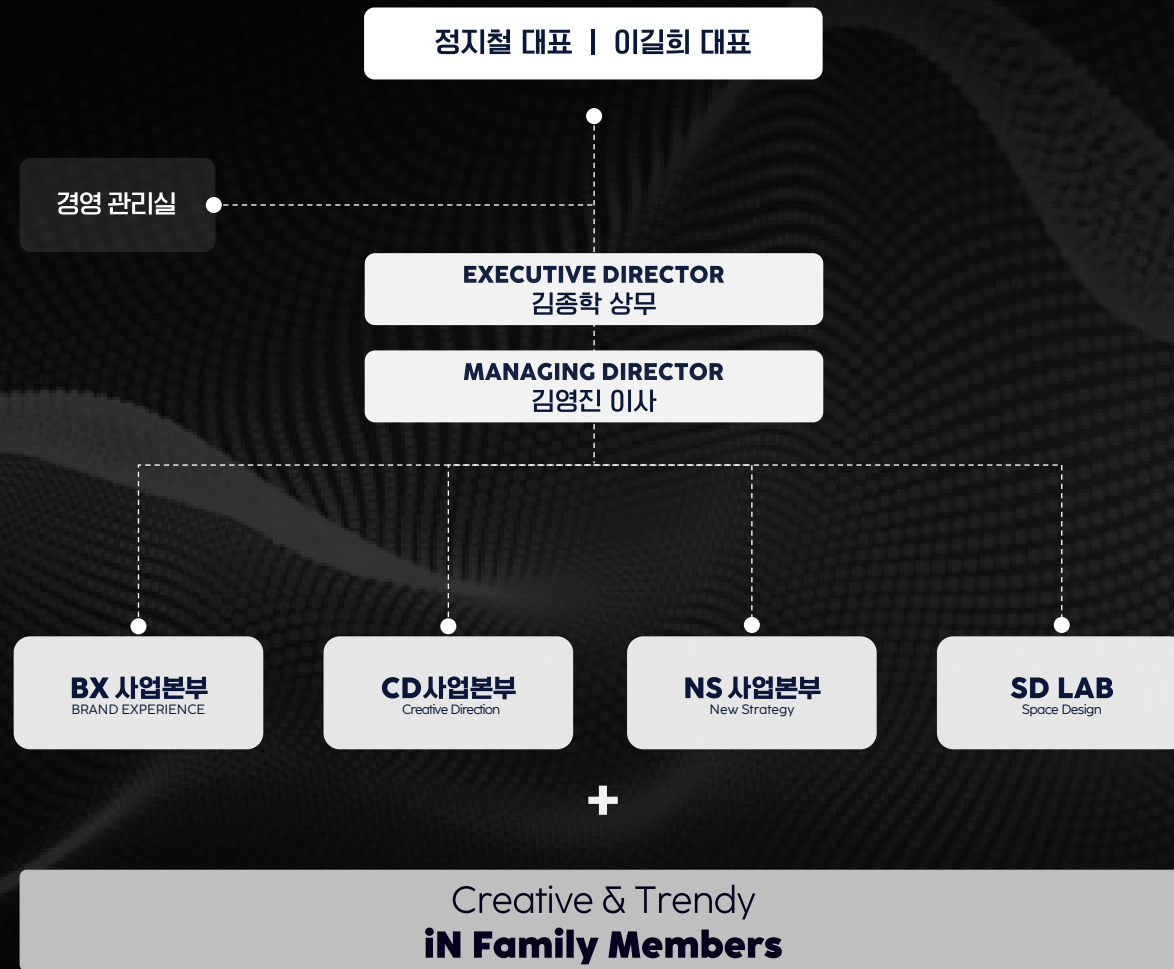 정지철 대표 | 이길희 대표
경영 관리실
EXECUTIVE DIRECTOR
김종학 상무
MANAGING DIRECTOR
김영진 이사
BX 사업본부
BRAND EXPERIENCE
CD사업본부
Creative Direction
NS 사업본부
New Strategy
SD LAB
Space Design
+
Creative & Trendy
iN Family Members